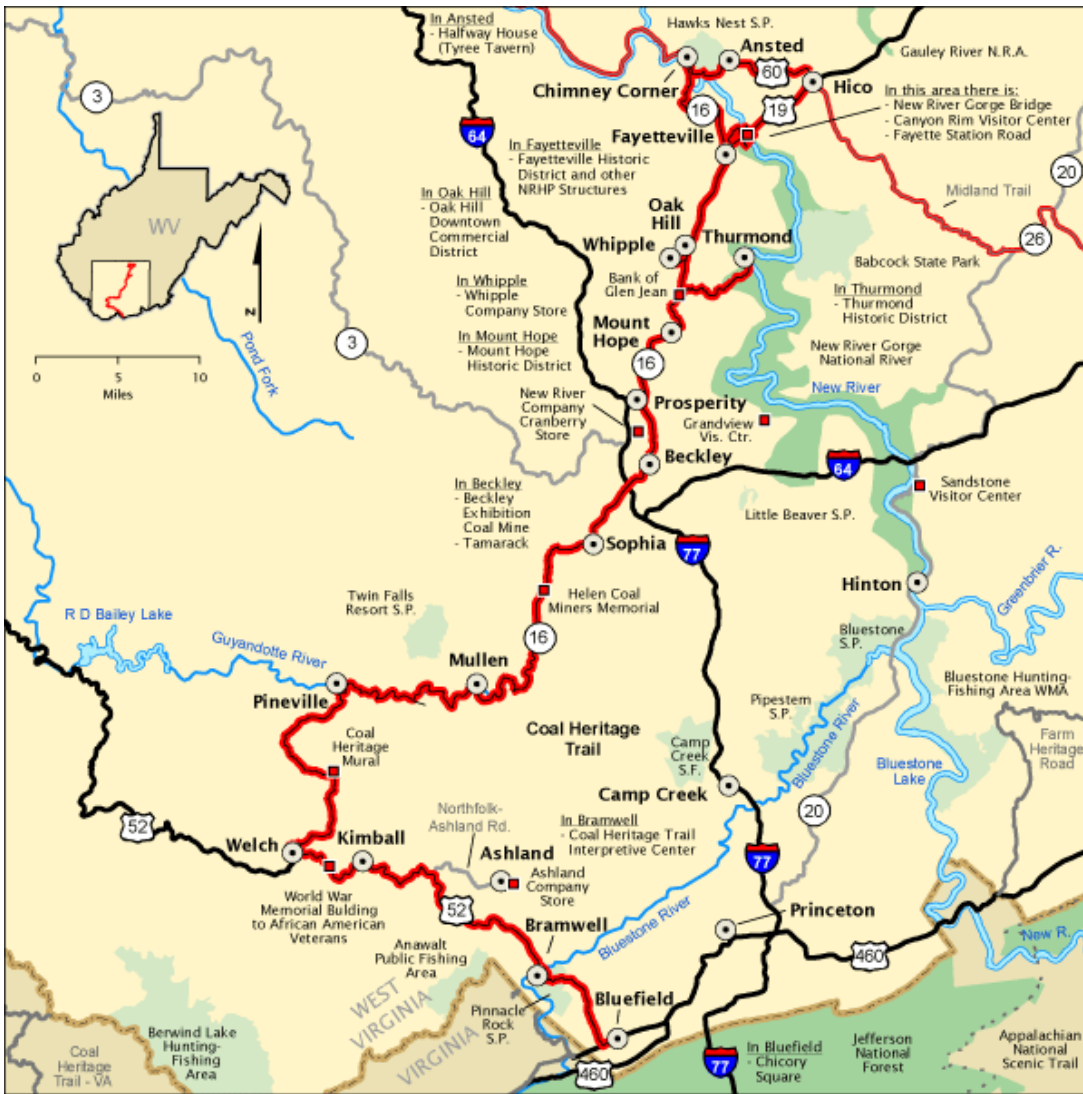 In Ansted
- Halfway House
(Tyree Tavern)
Hawks Nest S.P.
Ansted
Gauley River N.R.A.
3
60
Chimney Corner
Hico
In this area there is:
- New River Gorge Bridge
- Canyon Rim Visitor Center
- Fayette Station Road
16
19
64
Fayetteville
In Fayetteville
- Fayetteville Historic
District and other
NRHP Structures
20
Midland Trail
In Oak Hill
- Oak Hill
Downtown
Commercial
District
WV
Oak
Hill
26
Whipple
Thurmond
Babcock State Park
In Whipple
- Whipple
Company Store
Bank of
Glen Jean
In Thurmond
- Thurmond
Historic District
N
Mount
Hope
In Mount Hope
- Mount Hope
Historic District
3
New River Gorge
National River
Pond Fork
0
5
10
Miles
16
New River
New River
Company
Cranberry
Store
Prosperity
Grandview
Vis. Ctr.
Beckley
64
In Beckley
- Beckley
Exhibition
Coal Mine
- Tamarack
Sandstone
Visitor Center
Little Beaver S.P.
Sophia
77
Hinton
Greenbrier R.
Twin Falls
Resort S.P.
Helen Coal
Miners Memorial
R D Bailey Lake
16
Bluestone
S.P.
Guyandotte River
Mullen
Pineville
Bluestone Hunting-
Fishing Area WMA
Pipestem
S.P.
Coal Heritage
Trail
Coal
Heritage
Mural
Camp
Creek
S.F.
Bluestone River
Farm
Heritage
Road
Bluestone
Lake
Camp Creek
Northfolk-
Ashland Rd.
20
52
In Bramwell
- Coal Heritage Trail
Interpretive Center
Welch
Kimball
77
Ashland
Ashland
Company
Store
World War
Memorial Bulding
to African American
Veterans
52
Princeton
Bramwell
Bluestone River
New R.
Anawalt
Public Fishing
Area
460
WEST
VIRGINIA
Bluefield
Pinnacle
Rock
S.P.
VIRGINIA
Berwind Lake
Hunting-
Fishing
Area
Coal
Heritage
Trail - VA
460
77
In Bluefield
- Chicory
Square
Jefferson
National
Forest
Appalachian
National
Scenic Trail